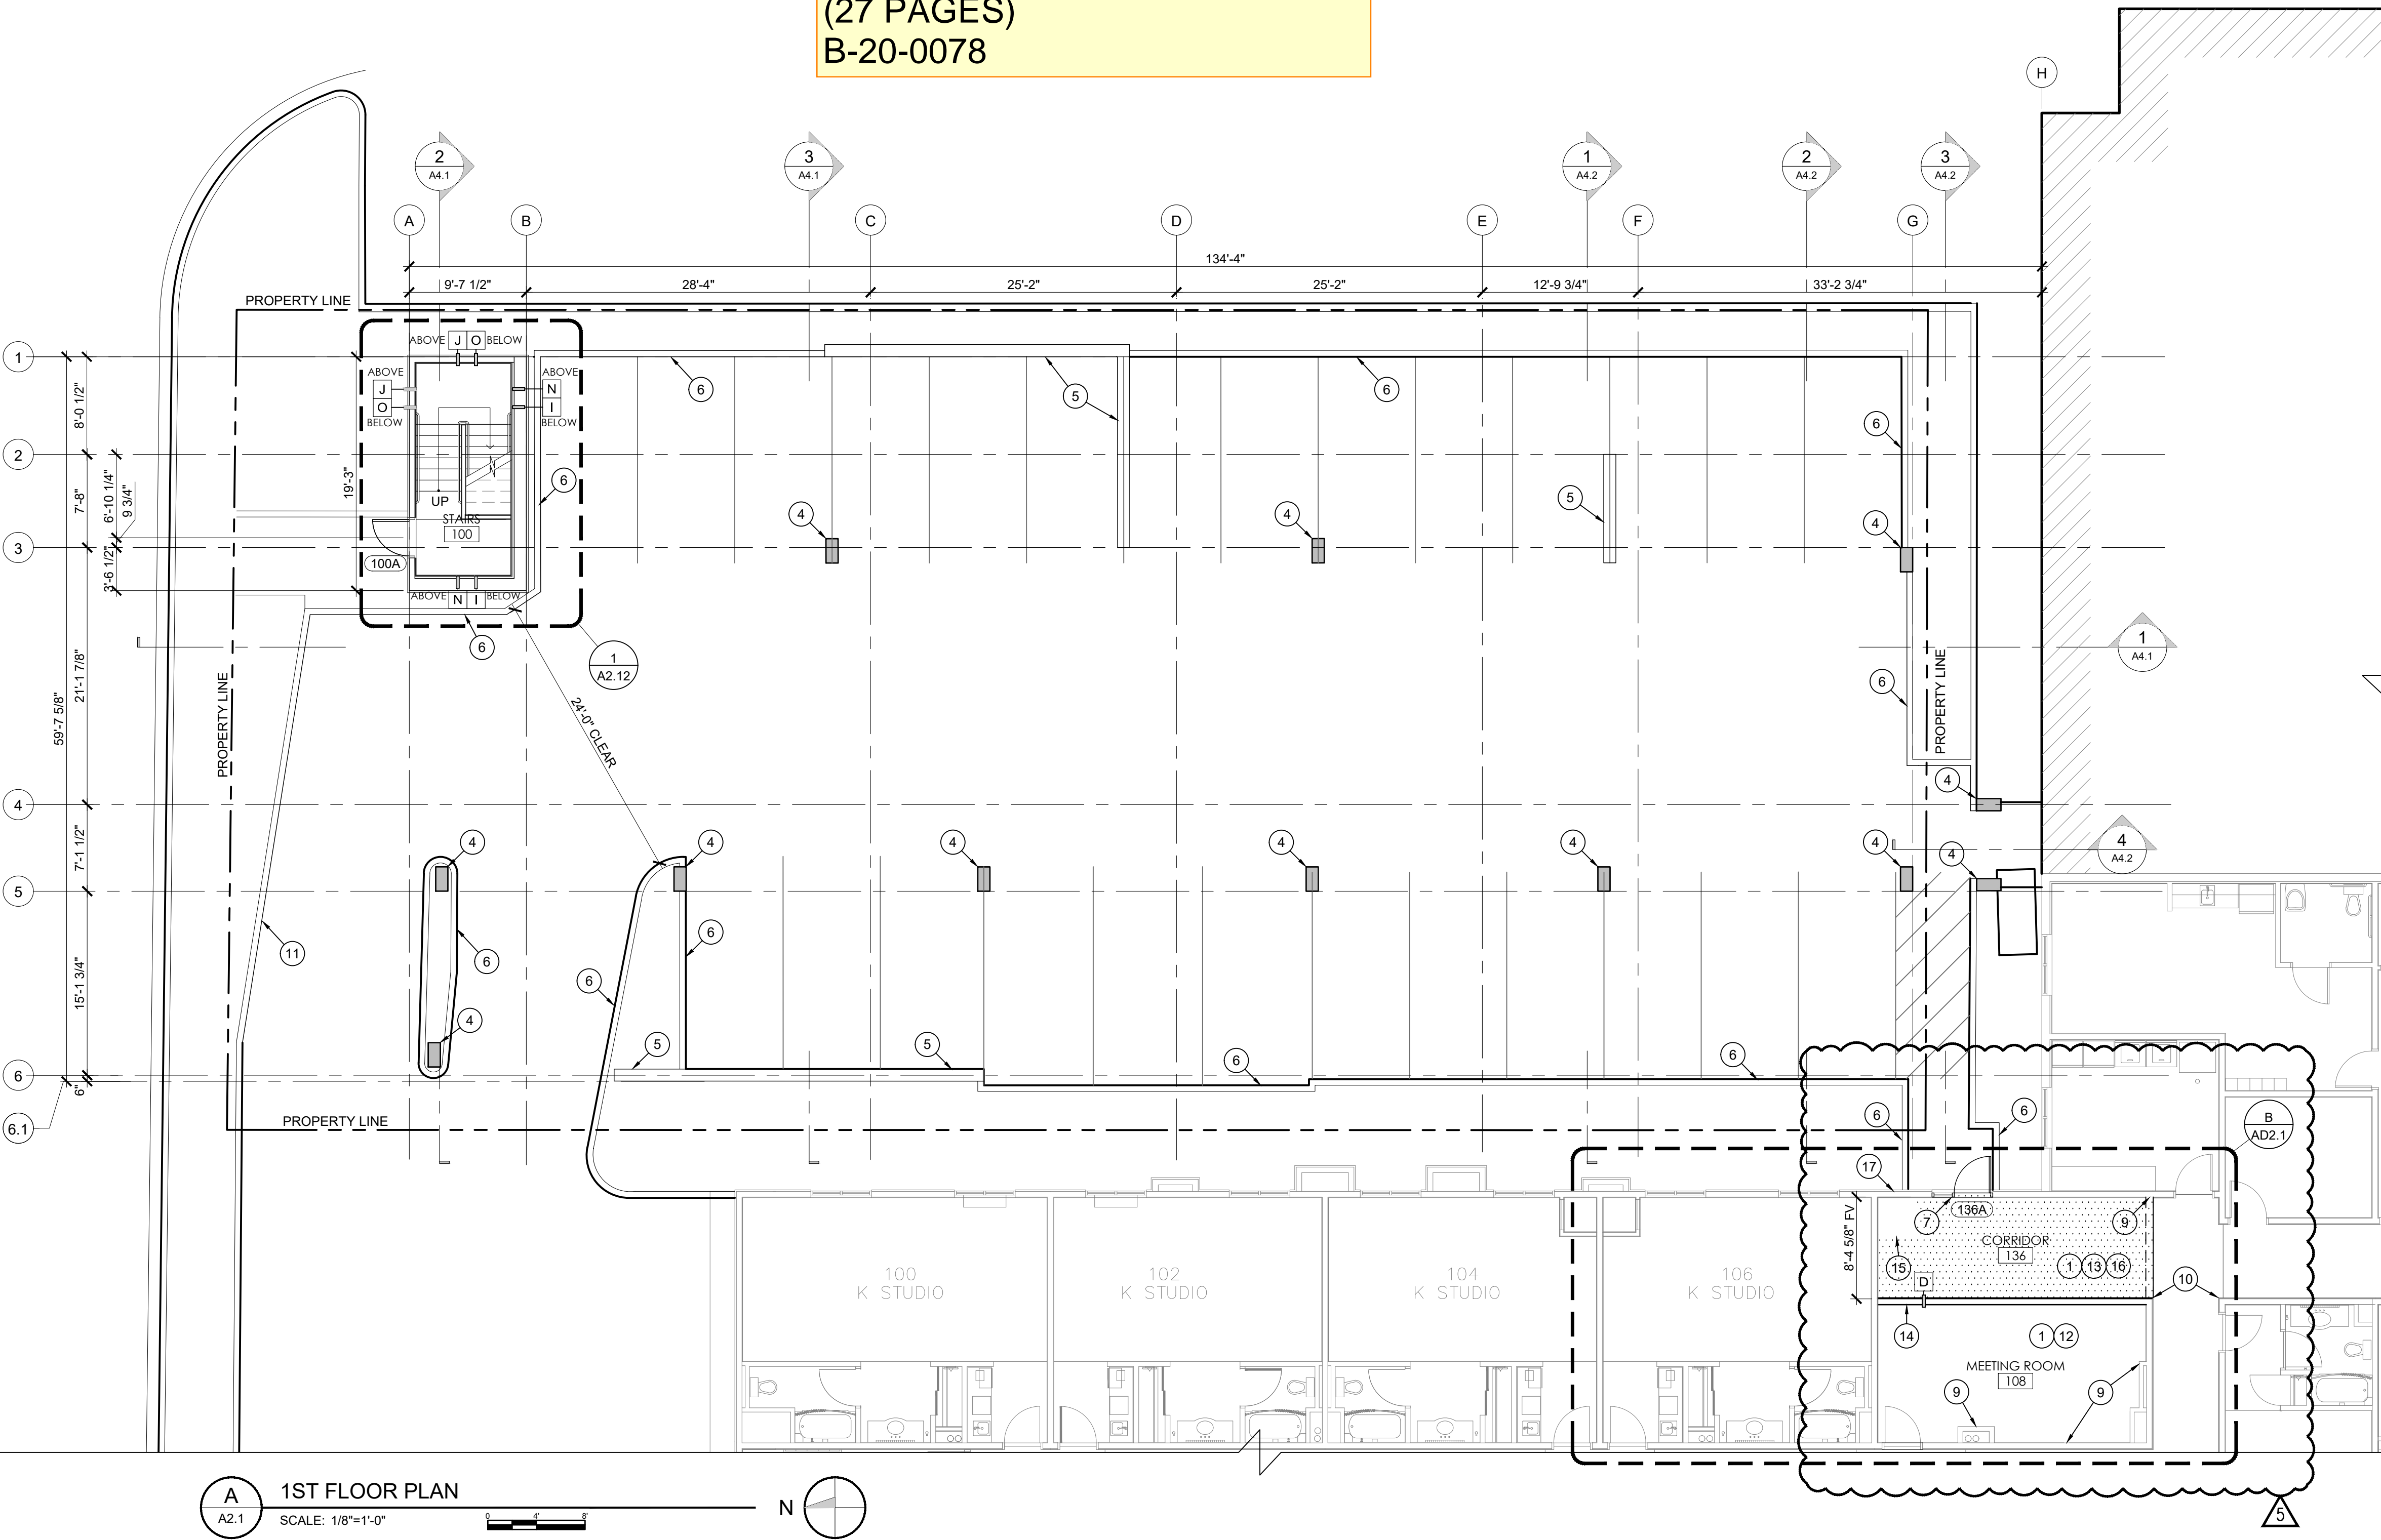 (27 PAGES)
B-20-0078
H
2
A4.1
3
A4.1
1
A4.2
2
A4.2
3
A4.2
A
B
C
D
E
F
G
134'-4"
9'-7 1/2"
28'-4"
25'-2"
25'-2"
12'-9 3/4"
33'-2 3/4"
PROPERTY LINE
ABOVE
J
O
BELOW
1
ABOVE
J
O
BELOW
ABOVE
N
I
BELOW
6
5
6
6
8'-0 1/2"
2
19'-3"
7'-8"
6'-10 1/4"
9 3/4"
UP
6
5
STAIRS
100
4
4
4
3
100A
3'-6 1/2"
ABOVE
N
I
BELOW
6
1
A2.12
1
A4.1
PROPERTY LINE
59'-7 5/8"
21'-1 7/8"
24'-0" CLEAR
6
PROPERTY LINE
4
4
7'-1 1/2"
4
4
4
4
4
4
4
4
A4.2
5
11
6
6
6
15'-1 3/4"
4
5
5
6
6
6
6"
6.1
PROPERTY LINE
6
6
B
AD2.1
17
8'-4 5/8" FV
7
136A
9
CORRIDOR
136
15
1
13
16
D
10
100
K STUDIO
102
K STUDIO
104
K STUDIO
106
K STUDIO
14
1
12
MEETING ROOM
108
9
9
A
A2.1
1ST FLOOR PLAN
SCALE: 1/8"=1'-0"
0
4'
8'
N
5